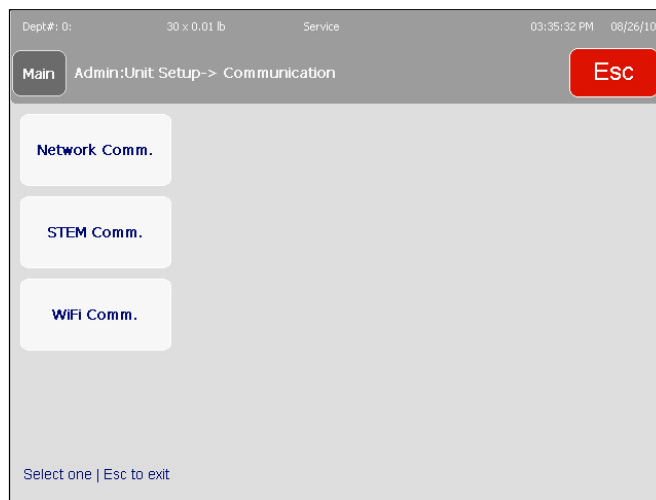 Dept#: 0: 30 x 0.01 lb Service 03:35:32 PM 08/26/10
Main Admin:Unit Setup-> Communication Esc
Network Comm.
STEM Comm.
WiFi Comm.
Select one | Esc to exit